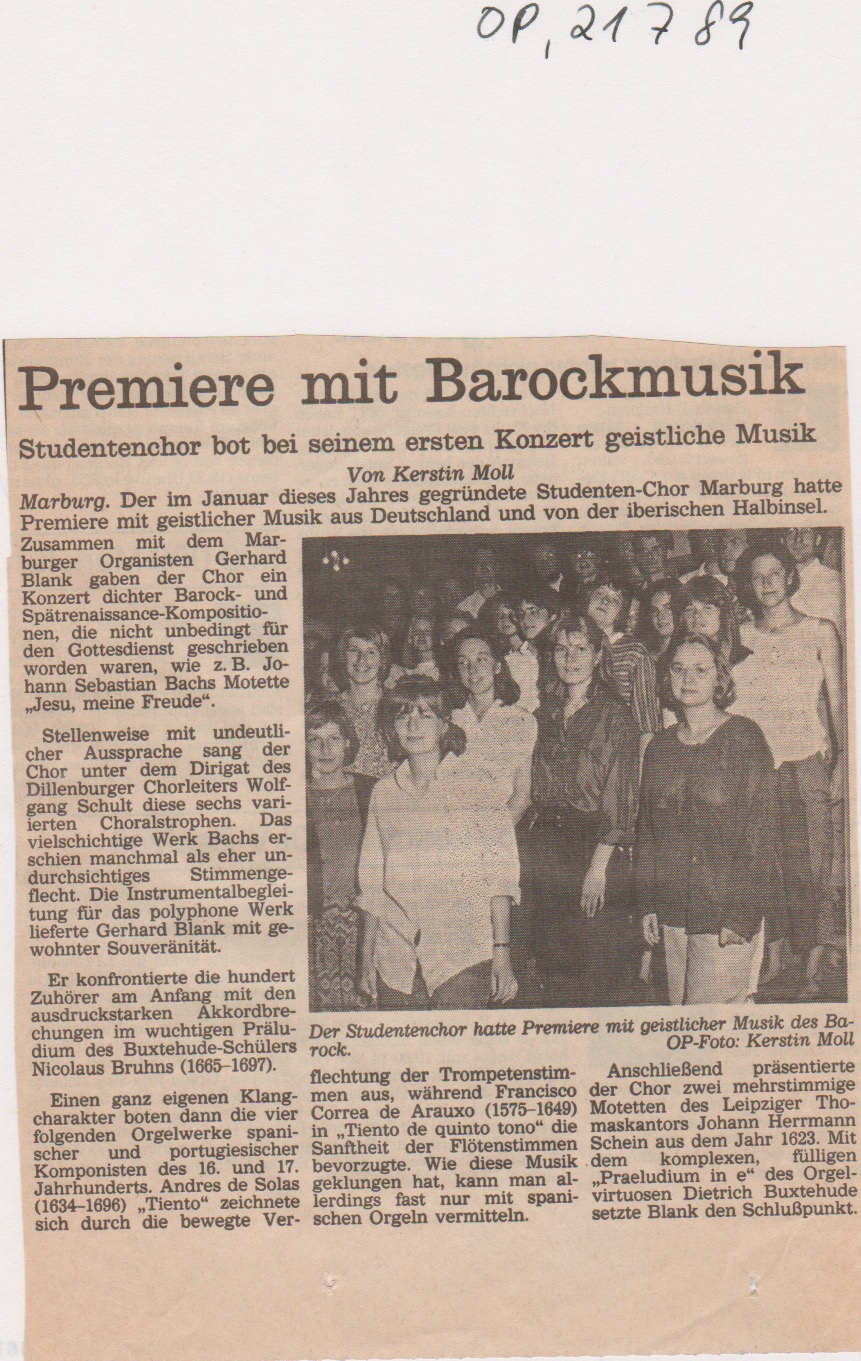 OP, 21 7 89
Premiere mit Barockmusik
Studentenchor bot bei seinem ersten Konzert geistliche Musik
Von Kerstin Moll
Marburg. Der im Januar dieses Jahres gegründete Studenten-Chor Marburg hatte
Premiere mit geistlicher Musik aus Deutschland und von der iberischen Halbinsel.
Zusammen mit dem Mar-
burger Organisten Gerhard
Blank gaben der Chor ein
Konzert dichter Barock- und
Spätrenaissance-Kompositio-
nen, die nicht unbedingt für
den Gottesdienst geschrieben
worden waren, wie z. B. Jo-
hann Sebastian Bachs Motette
„Jesu, meine Freude“.
Stellenweise mit undeutli-
cher Aussprache sang der
Chor unter dem Dirigat des
Dillenburger Chorleiters Wolf-
gang Schult diese sechs vari-
ierten Choralstrophen. Das
vielschichtige Werk Bachs er-
schien manchmal als eher un-
durchsichtiges Stimmenge-
flecht. Die Instrumentalbeglei-
tung für das polyphone Werk
lieferte Gerhard Blank mit ge-
wohnter Souveränität.
Er konfrontierte die hundert
Zuhörer am Anfang mit den
ausdruckstarken Akkordbre-
chungen im wuchtigen Prälu-
dium des Buxtehude-Schülers
Nicolaus Bruhns (1665–1697).
Einen ganz eigenen Klang-
charakter boten dann die vier
folgenden Orgelwerke spani-
scher und portugiesischer
Komponisten des 16. und 17.
Jahrhunderts. Andres de Solas
(1634–1696) „Tiento“ zeichnete
sich durch die bewegte Ver-
Der Studentenchor hatte Premiere mit geistlicher Musik des Ba-
rock. OP-Foto: Kerstin Moll
flechtung der Trompetenstim-
men aus, während Francisco
Correa de Arauxo (1575–1649)
in „Tiento de quinto tono“ die
Sanftheit der Flötenstimmen
bevorzugte. Wie diese Musik
geklungen hat, kann man al-
lerdings fast nur mit spani-
schen Orgeln vermitteln.
Anschließend präsentierte
der Chor zwei mehrstimmige
Motetten des Leipziger Tho-
maskantors Johann Herrmann
Schein aus dem Jahr 1623. Mit
dem komplexen, fülligen
„Praeludium in e“ des Orgel-
virtuosen Dietrich Buxtehude
setzte Blank den Schlußpunkt.